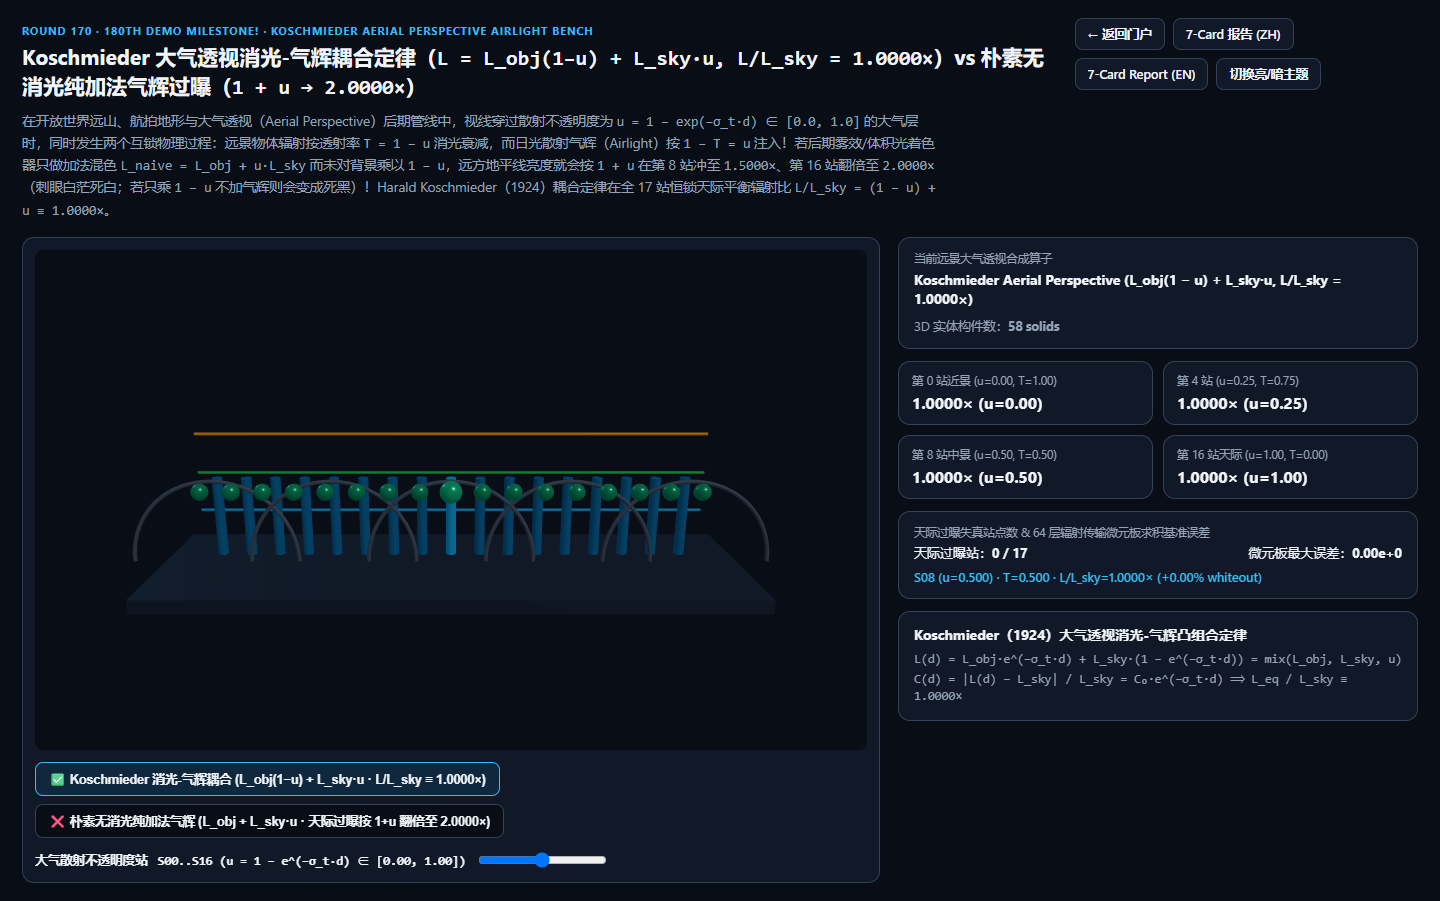 ROUND 170 · 180TH DEMO MILESTONE! · KOSCHMIEDER AERIAL PERSPECTIVE AIRLIGHT BENCH
Koschmieder 大气透视消光-气辉耦合定律（L = L_obj(1−u) + L_sky·u, L/L_sky = 1.0000×）vs 朴素无
消光纯加法气辉过曝（1 + u → 2.0000×）
← 返回门户
7-Card 报告 (ZH)
7-Card Report (EN)
切换亮/暗主题
在开放世界远山、航拍地形与大气透视（Aerial Perspective）后期管线中，视线穿过散射不透明度为 u = 1 − exp(−σ_t·d) ∈ [0.0, 1.0] 的大气层
时，同时发生两个互锁物理过程：远景物体辐射按透射率 T = 1 − u 消光衰减，而日光散射气辉（Airlight）按 1 − T = u 注入！若后期雾效/体积光着色
器只做加法混色 L_naive = L_obj + u·L_sky 而未对背景乘以 1 − u，远方地平线亮度就会按 1 + u 在第 8 站冲至 1.5000×、第 16 站翻倍至 2.0000×
（刺眼白茫死白；若只乘 1 − u 不加气辉则会变成死黑）！Harald Koschmieder（1924）耦合定律在全 17 站恒锁天际平衡辐射比 L/L_sky = (1 − u) +
u ≡ 1.0000×。
当前远景大气透视合成算子
Koschmieder Aerial Perspective (L_obj(1 − u) + L_sky·u, L/L_sky =
1.0000×)
3D 实体构件数：58 solids
第 0 站近景 (u=0.00, T=1.00)
1.0000× (u=0.00)
第 4 站 (u=0.25, T=0.75)
1.0000× (u=0.25)
第 8 站中景 (u=0.50, T=0.50)
1.0000× (u=0.50)
第 16 站天际 (u=1.00, T=0.00)
1.0000× (u=1.00)
天际过曝失真站点数 & 64 层辐射传输微元板求积基准误差
天际过曝站：0 / 17
微元板最大误差：0.00e+0
S08 (u=0.500) · T=0.500 · L/L_sky=1.0000× (+0.00% whiteout)
Koschmieder（1924）大气透视消光-气辉凸组合定律
L(d) = L_obj·e^(−σ_t·d) + L_sky·(1 − e^(−σ_t·d)) = mix(L_obj, L_sky, u)
C(d) = |L(d) − L_sky| / L_sky = C₀·e^(−σ_t·d) ⟹ L_eq / L_sky ≡
1.0000×
✅ Koschmieder 消光-气辉耦合 (L_obj(1−u) + L_sky·u · L/L_sky ≡ 1.0000×)
❌ 朴素无消光纯加法气辉 (L_obj + L_sky·u · 天际过曝按 1+u 翻倍至 2.0000×)
大气散射不透明度站 S00..S16 (u = 1 − e^(−σ_t·d) ∈ [0.00, 1.00])